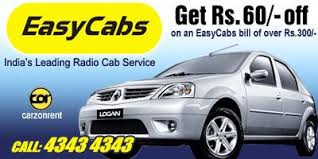 EasyCabs
Get Rs.60/-off
on an EasyCabs bill of over Rs.300/-
India's Leading Radio Cab Service
carzonrent
LOGAN
CALL: 4343 4343